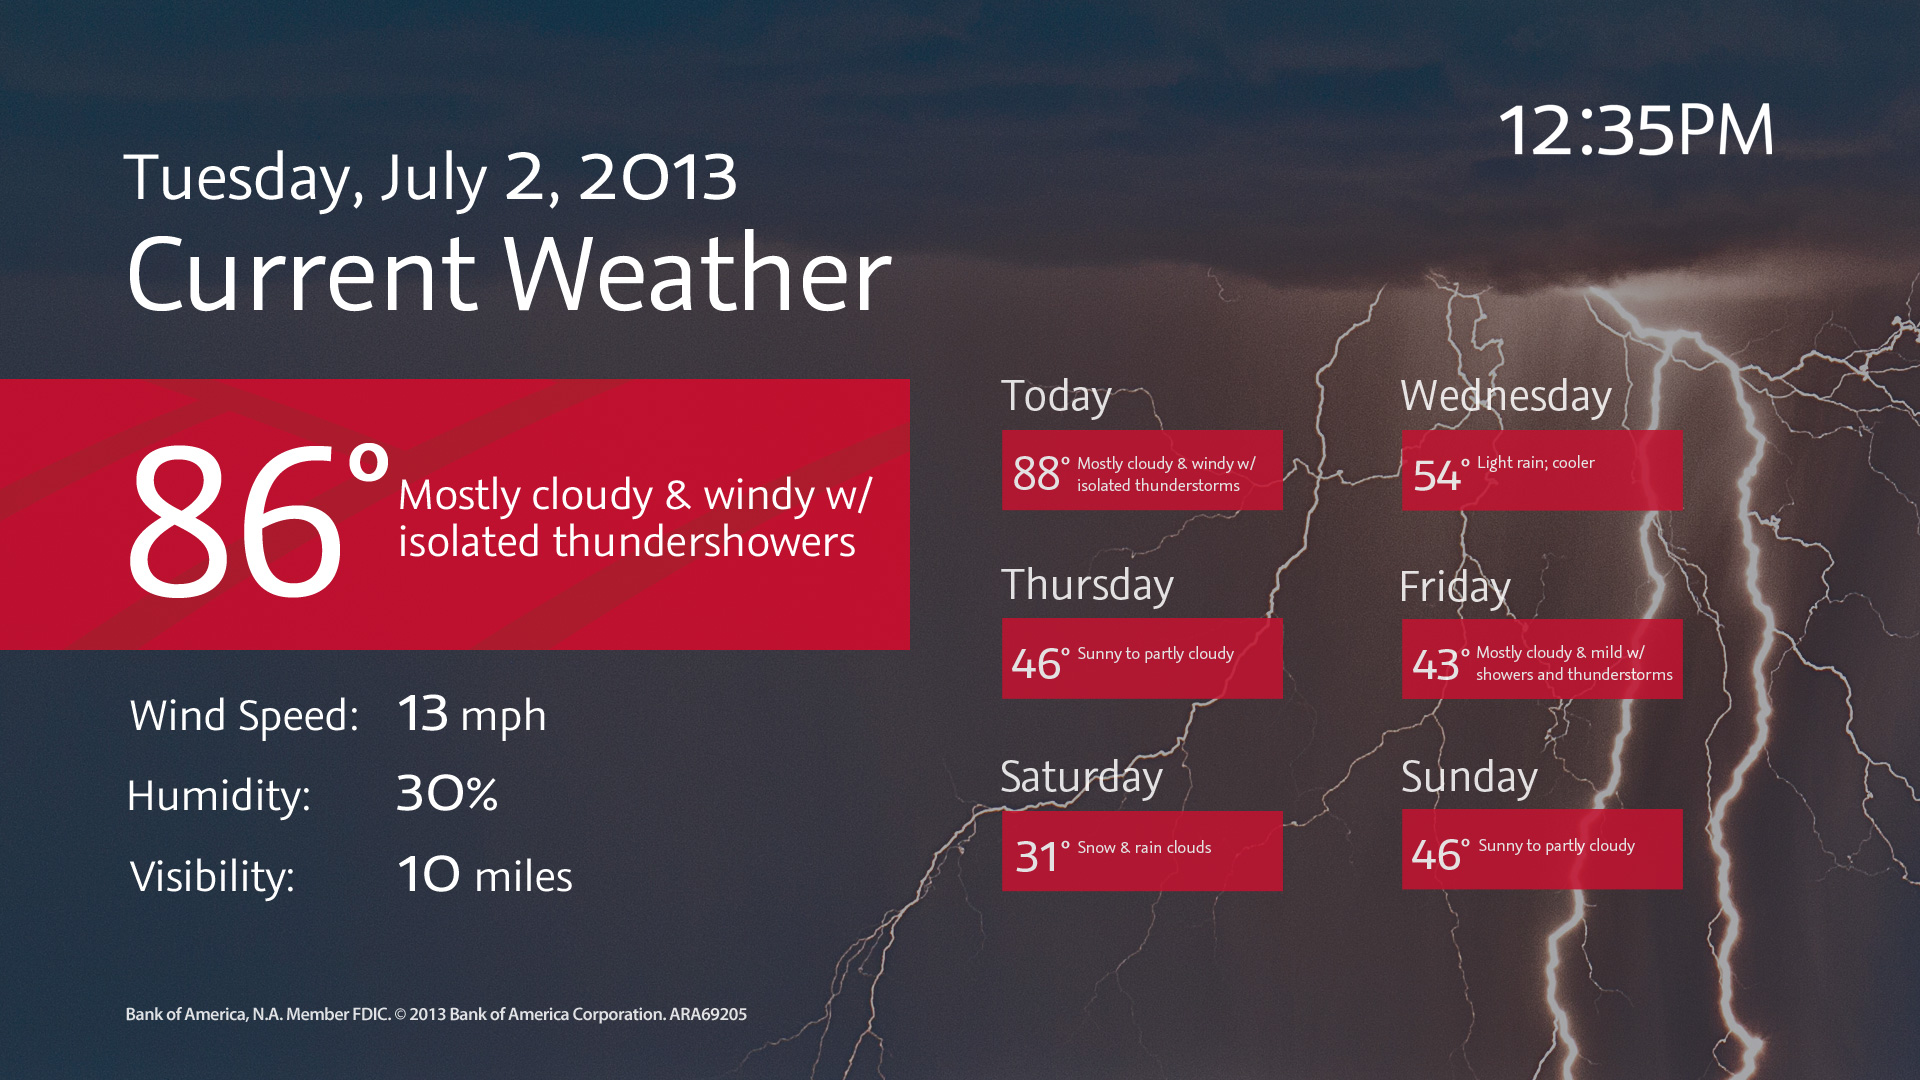 12:35PM
Tuesday, July 2, 2013
Current Weather
86° Mostly cloudy & windy w/
isolated thundershowers
Wind Speed: 13 mph
Humidity: 30%
Visibility: 10 miles
Today
88° Mostly cloudy & windy w/
isolated thunderstorms
Wednesday
54° Light rain; cooler
Thursday
46° Sunny to partly cloudy
Friday
43° Mostly cloudy & mild w/
showers and thunderstorms
Saturday
31° Snow & rain clouds
Sunday
46° Sunny to partly cloudy
Bank of America, N.A. Member FDIC. © 2013 Bank of America Corporation. ARA69205